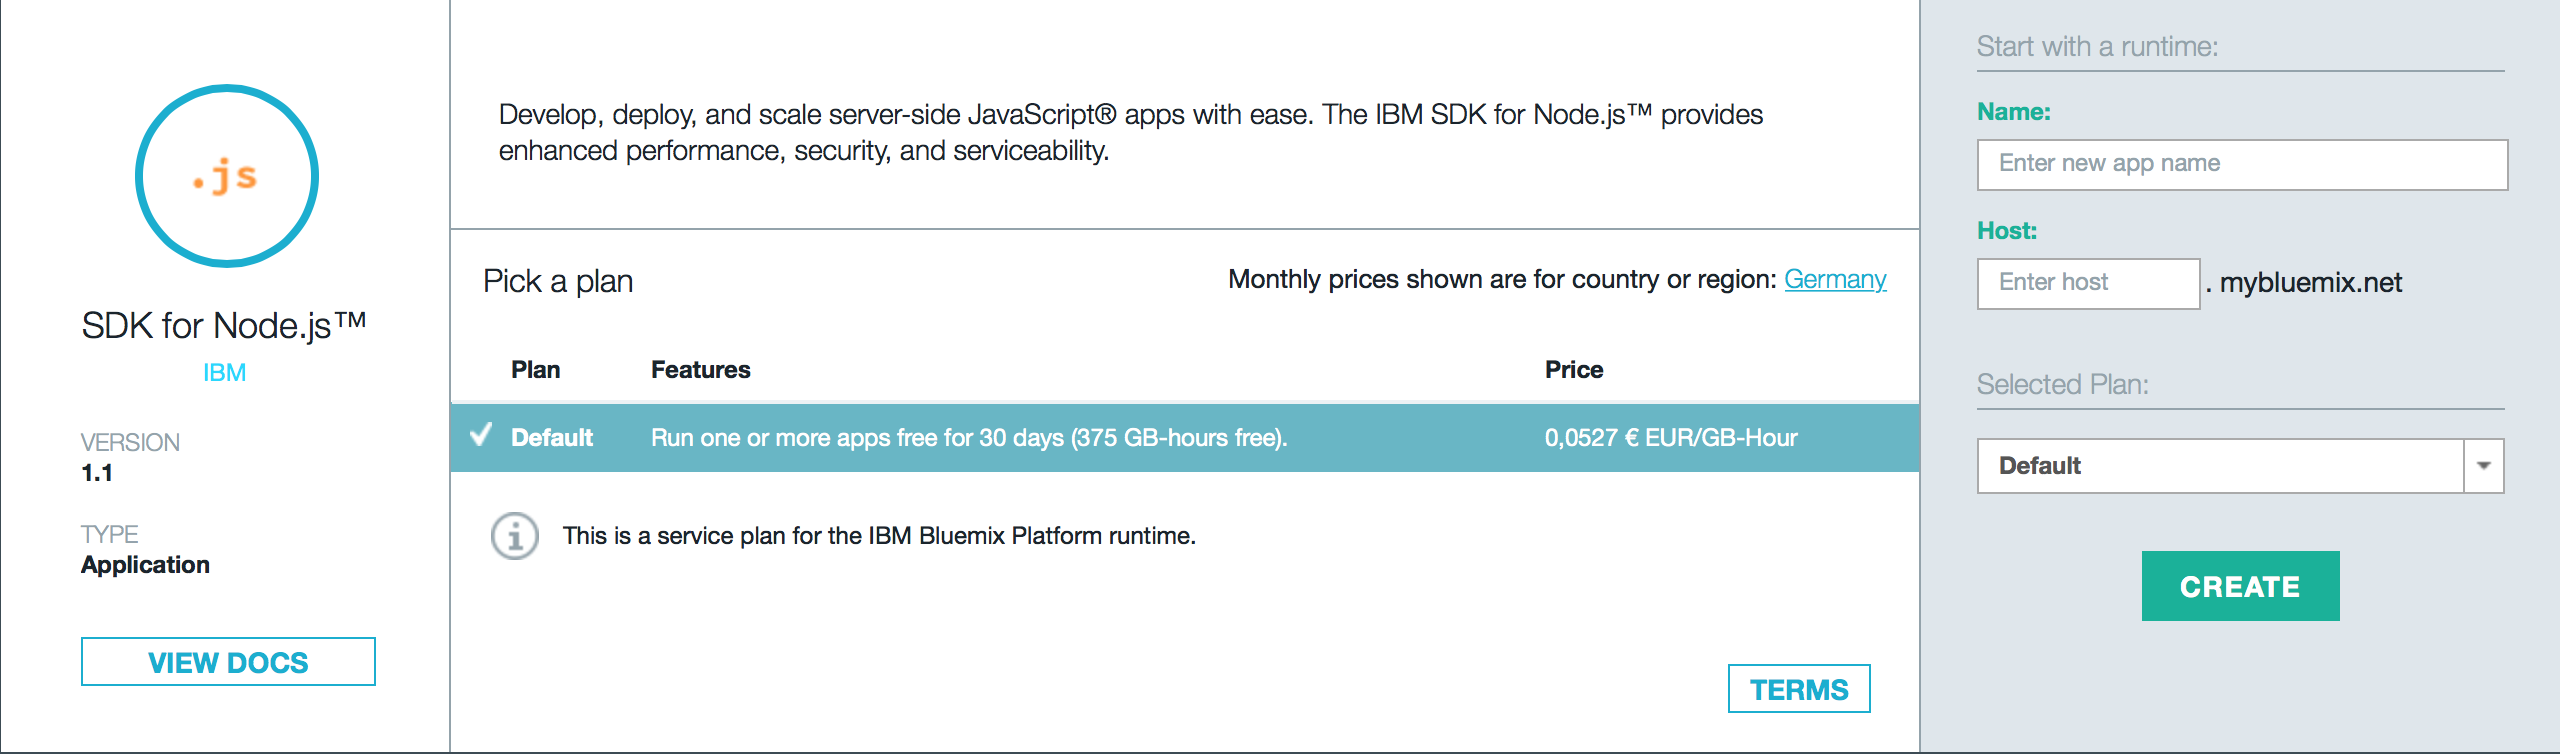 .js
SDK for Node.js™
IBM
VERSION
1.1
TYPE
Application
VIEW DOCS
Develop, deploy, and scale server-side JavaScript® apps with ease. The IBM SDK for Node.js™ provides
enhanced performance, security, and serviceability.
Pick a plan
Monthly prices shown are for country or region: Germany
Plan Features Price
Default Run one or more apps free for 30 days (375 GB-hours free). 0,0527 € EUR/GB-Hour
This is a service plan for the IBM Bluemix Platform runtime.
TERMS
Start with a runtime:
Name:
Enter new app name
Host:
Enter host . mybluemix.net
Selected Plan:
Default
CREATE